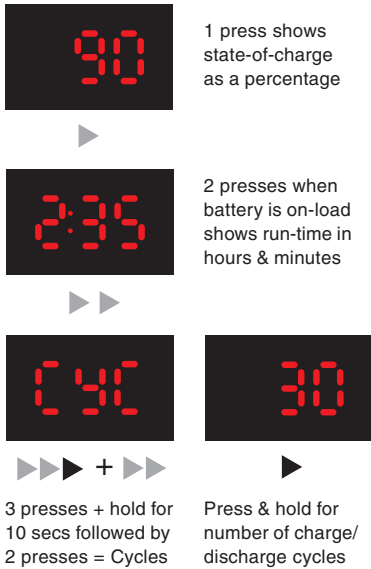 90
1 press shows
state-of-charge
as a percentage
2:35
2 presses when
battery is on-load
shows run-time in
hours & minutes
CYC
+
3 presses + hold for
10 secs followed by
2 presses = Cycles
30
Press & hold for
number of charge/
discharge cycles